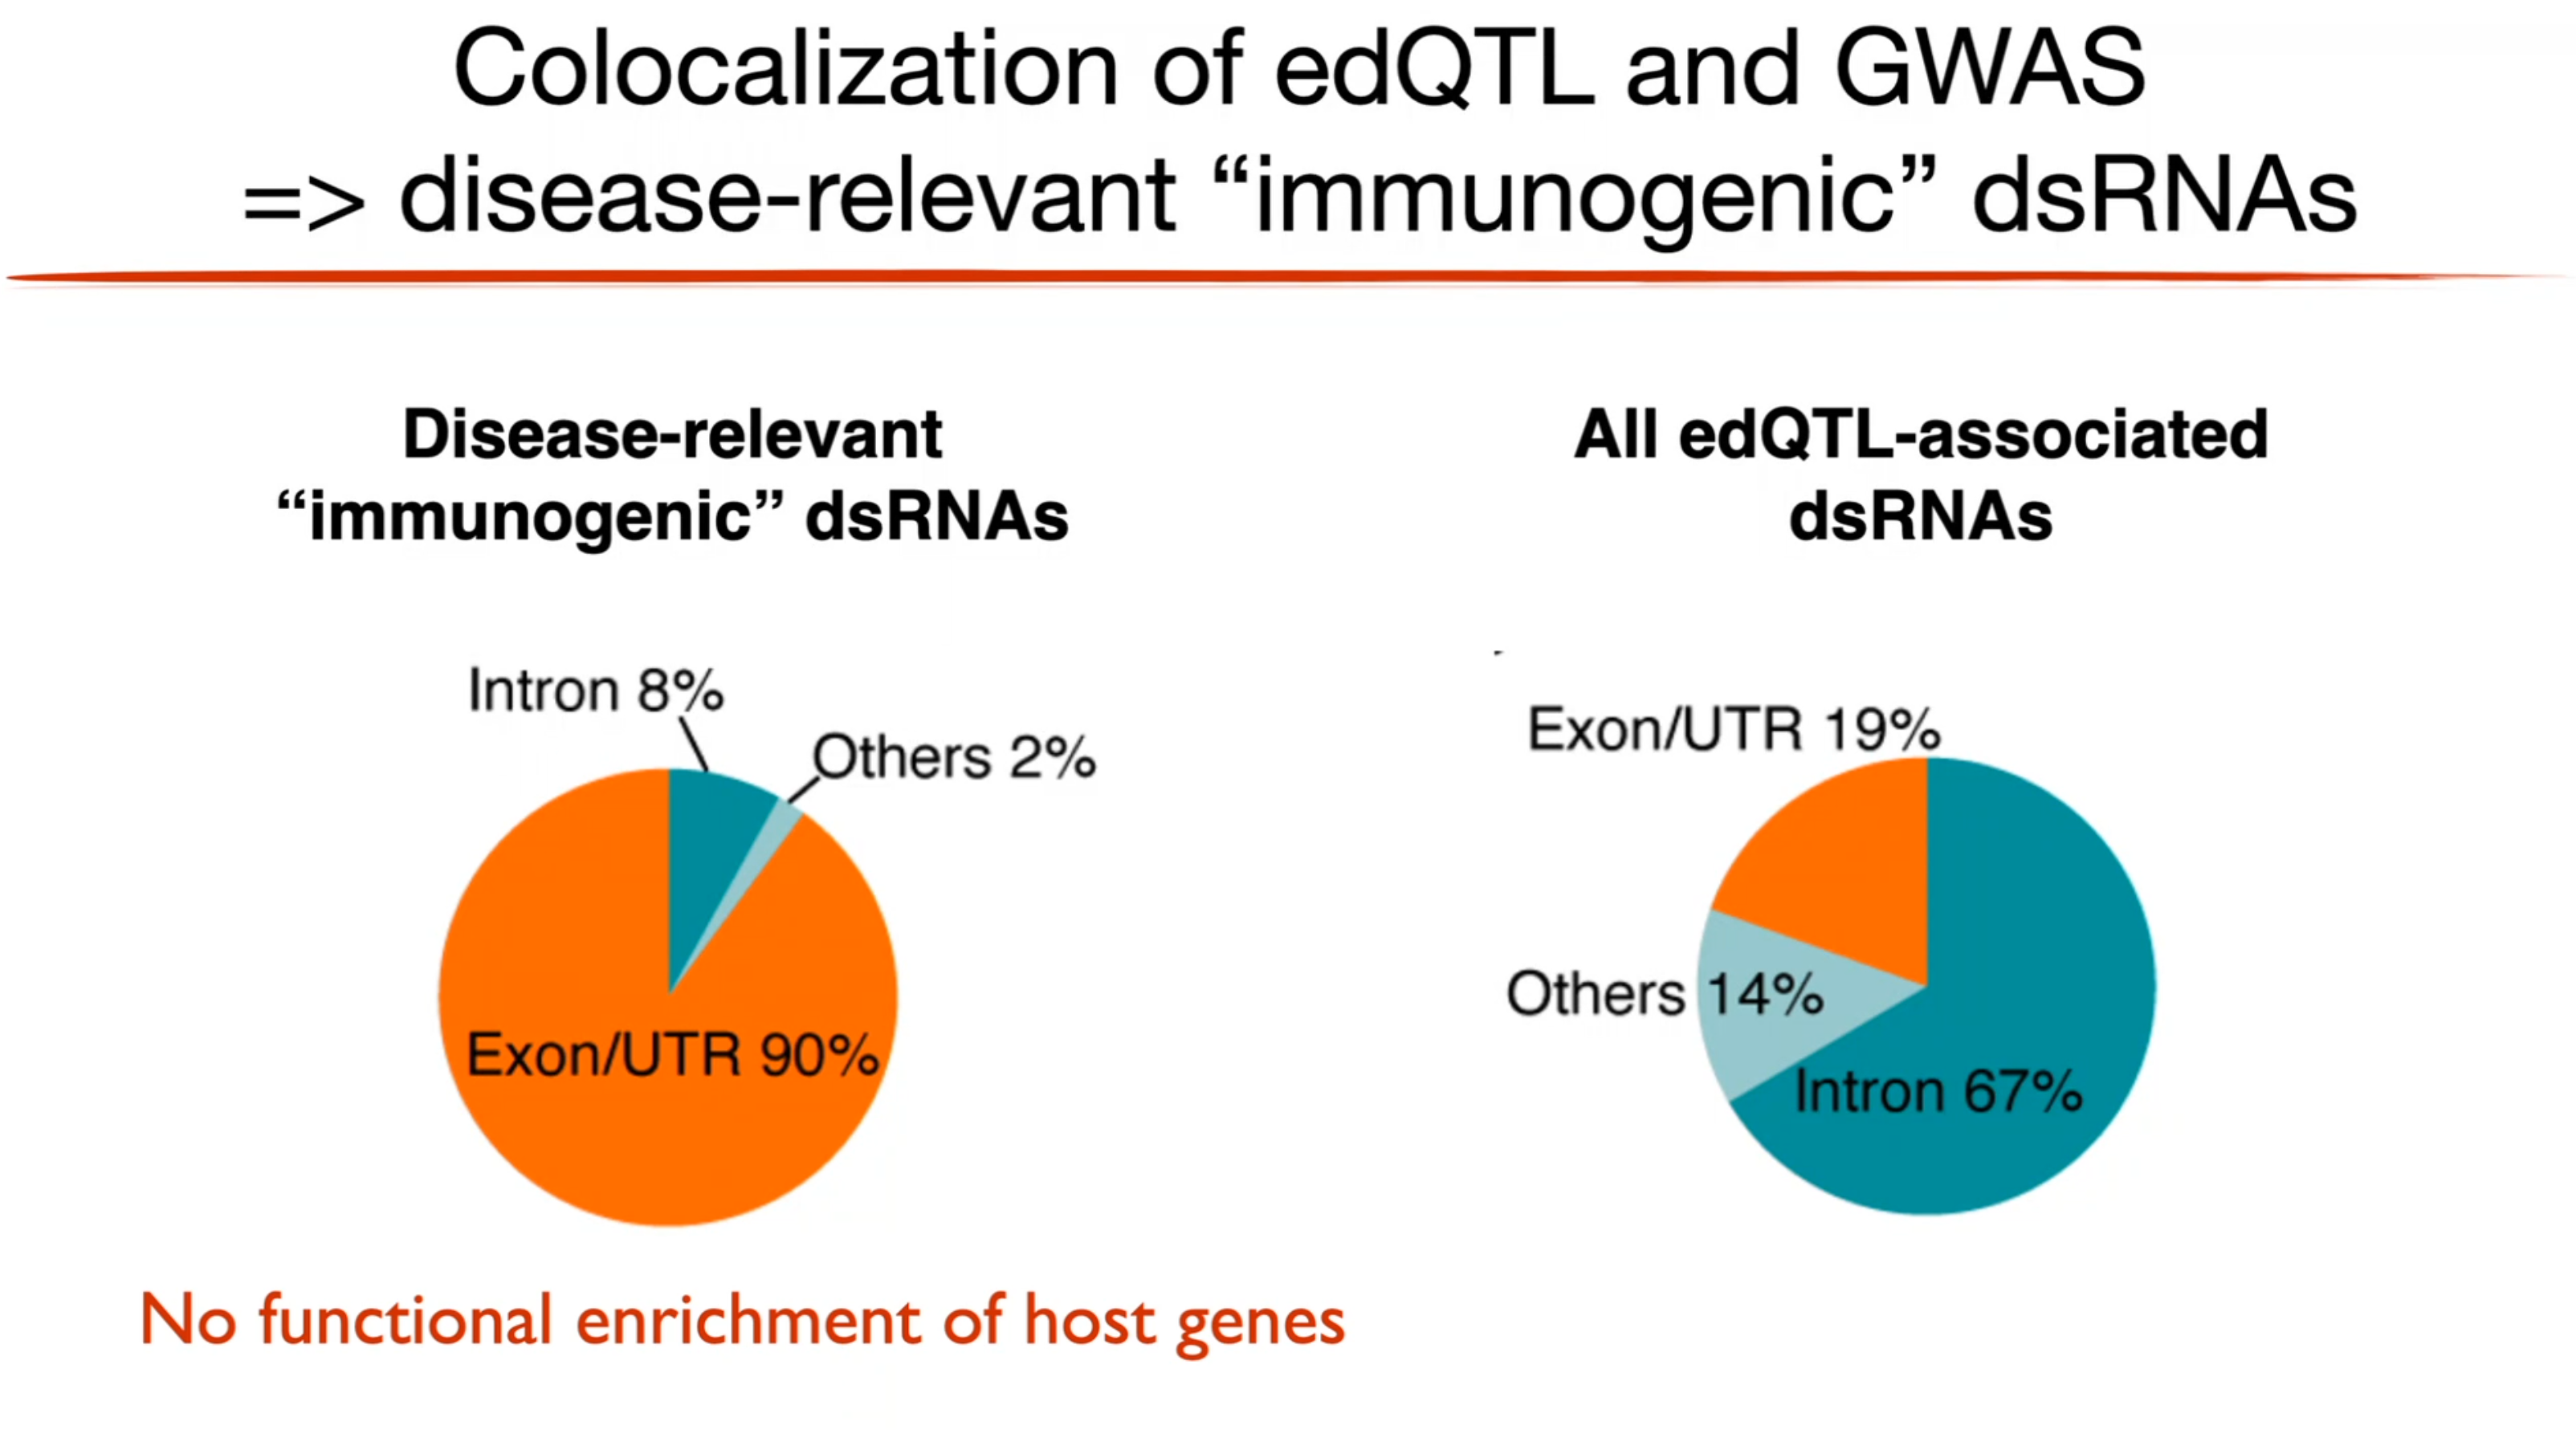 Colocalization of edQTL and GWAS
=> disease-relevant “immunogenic” dsRNAs
Disease-relevant
“immunogenic” dsRNAs
Intron 8%
Others 2%
Exon/UTR 90%
All edQTL-associated
dsRNAs
Exon/UTR 19%
Others 14%
Intron 67%
No functional enrichment of host genes